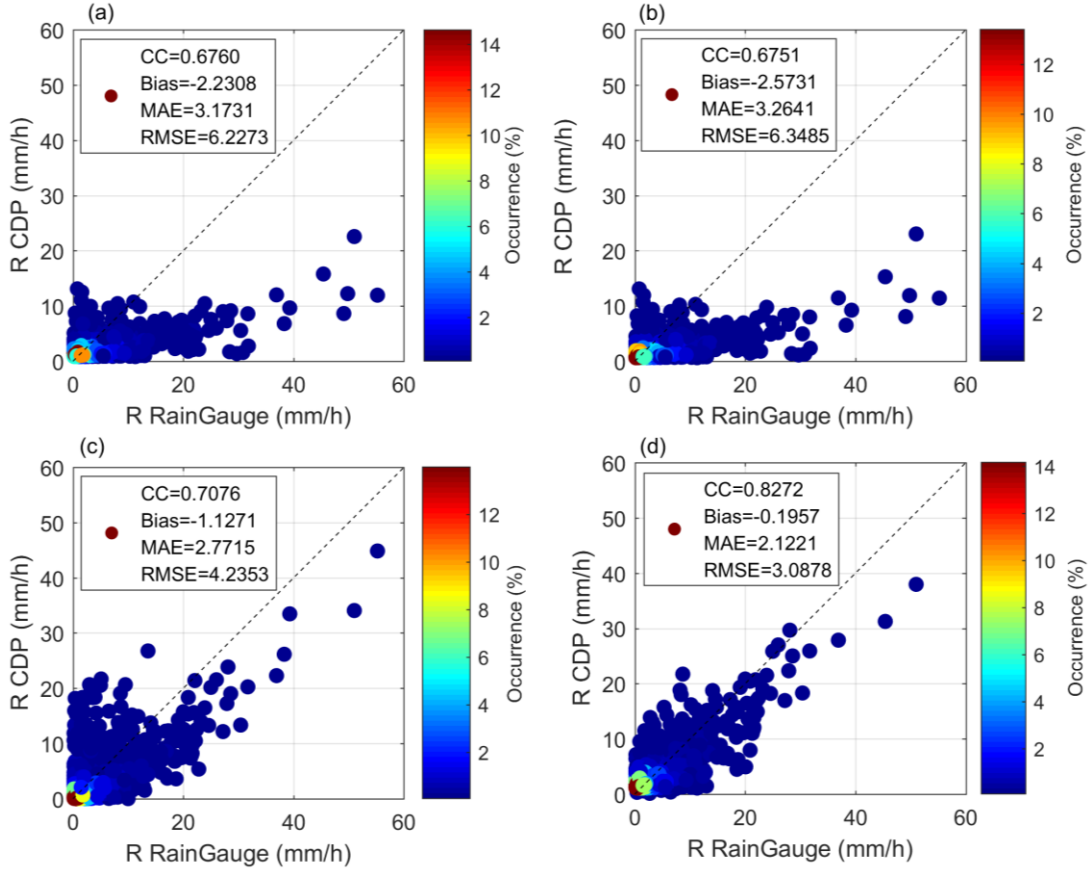 (a)
60
50
40
30
20
10
0
R CDP (mm/h)
CC=0.6760
Bias=-2.2308
MAE=3.1731
RMSE=6.2273
0 20 40 60
R RainGauge (mm/h)
14
12
10
8
6
4
2
Occurrence (%)
(b)
60
50
40
30
20
10
0
R CDP (mm/h)
CC=0.6751
Bias=-2.5731
MAE=3.2641
RMSE=6.3485
0 20 40 60
R RainGauge (mm/h)
12
10
8
6
4
2
Occurrence (%)
(c)
60
50
40
30
20
10
0
R CDP (mm/h)
CC=0.7076
Bias=-1.1271
MAE=2.7715
RMSE=4.2353
0 20 40 60
R RainGauge (mm/h)
12
10
8
6
4
2
Occurrence (%)
(d)
60
50
40
30
20
10
0
R CDP (mm/h)
CC=0.8272
Bias=-0.1957
MAE=2.1221
RMSE=3.0878
0 20 40 60
R RainGauge (mm/h)
14
12
10
8
6
4
2
Occurrence (%)